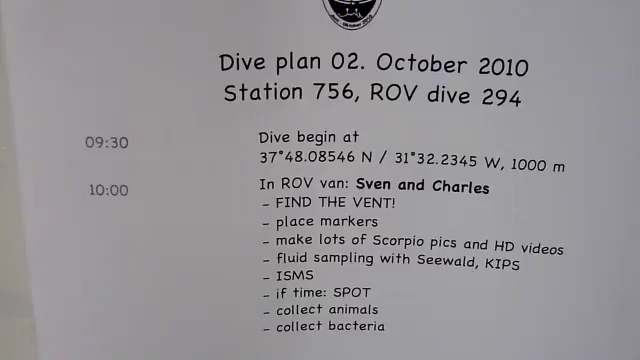 Dive plan 02. October 2010
Station 756, ROV dive 294
09:30 Dive begin at
37°48.08546 N / 31°32.2345 W, 1000 m
10:00 In ROV van: Sven and Charles
- FIND THE VENT!
- place markers
- make lots of Scorpio pics and HD videos
- fluid sampling with Seewald, KIPS
- ISMS
- if time: SPOT
- collect animals
- collect bacteria